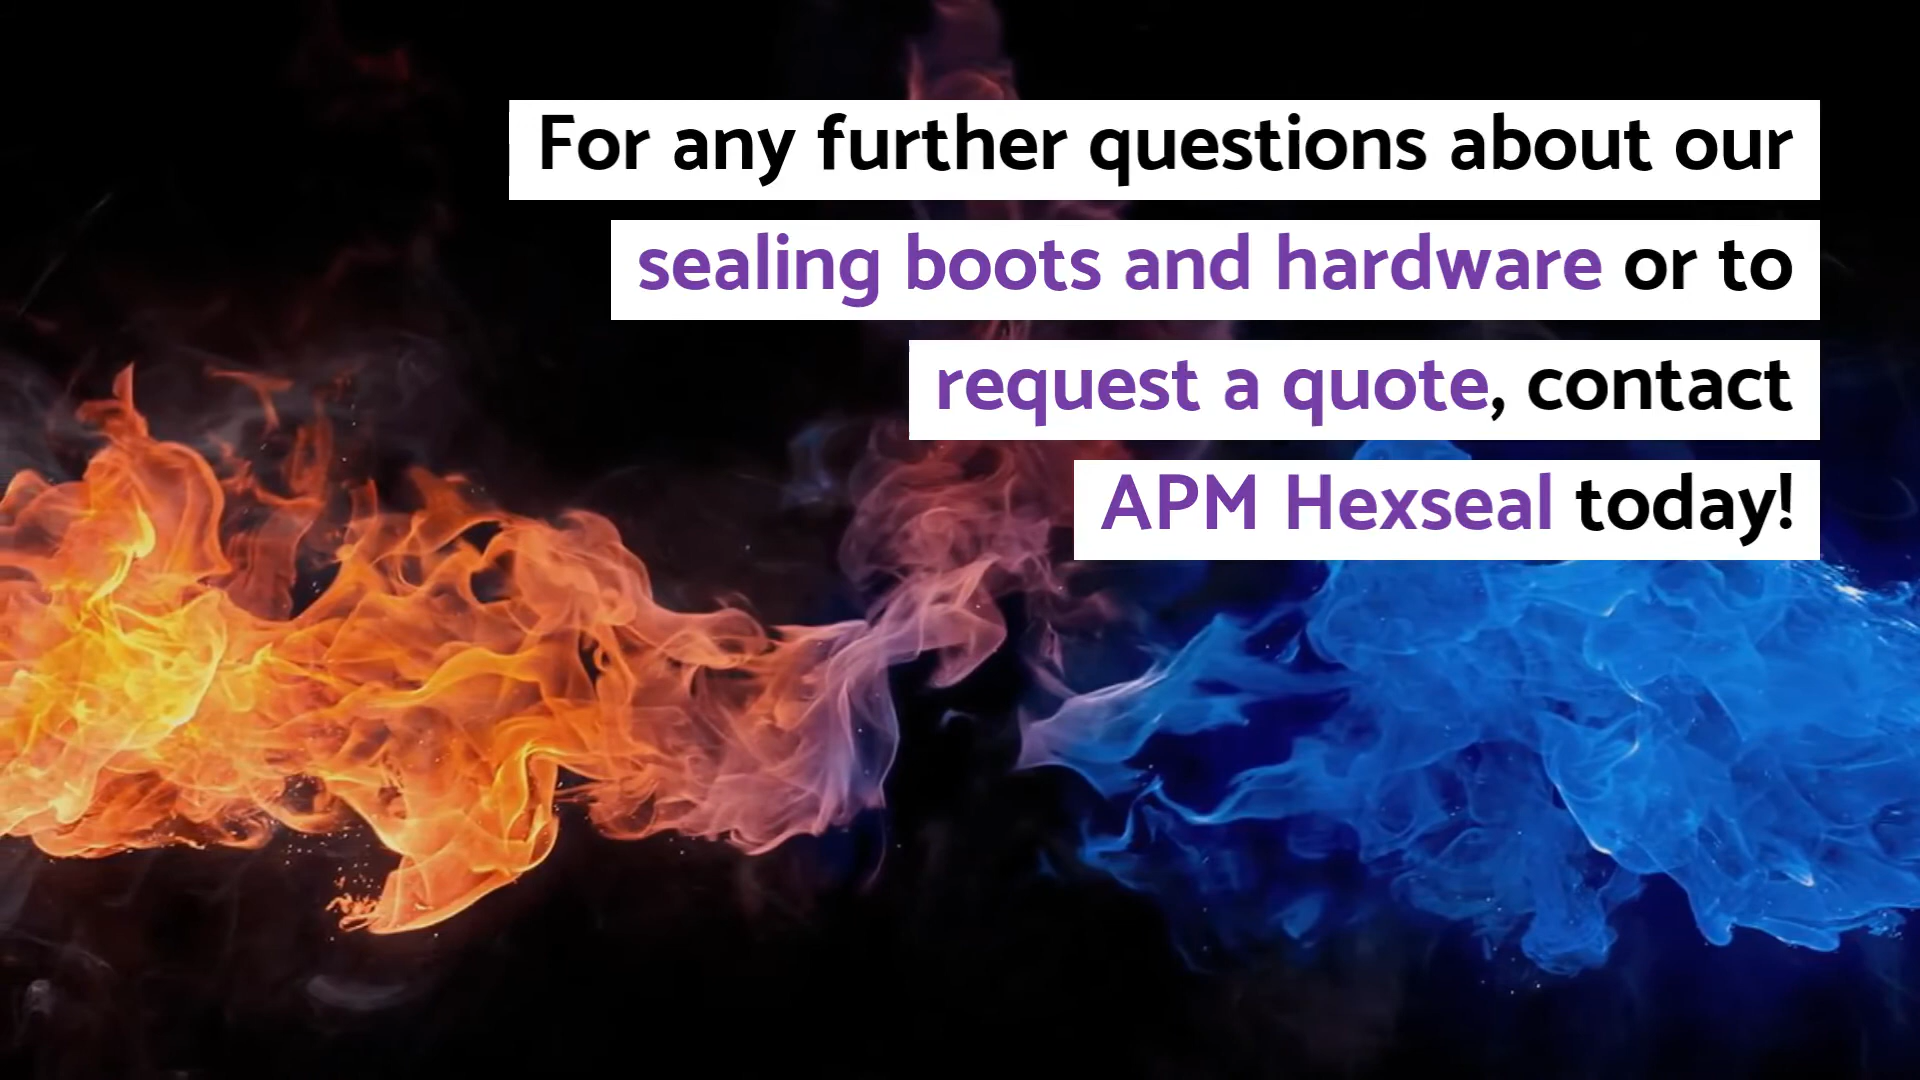 For any further questions about our
sealing boots and hardware or to
request a quote, contact
APM Hexseal today!